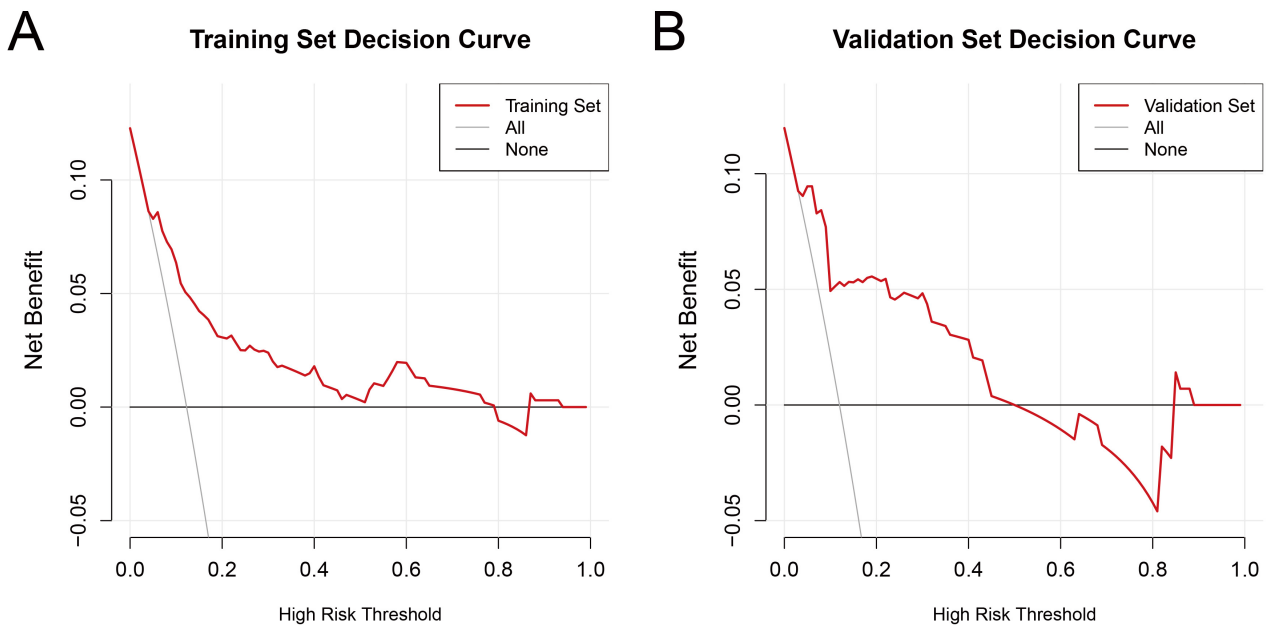 A
Training Set Decision Curve
Training Set
All
None
Net Benefit
0.10
0.05
0.00
−0.05
0.0 0.2 0.4 0.6 0.8 1.0
High Risk Threshold
B
Validation Set Decision Curve
Validation Set
All
None
Net Benefit
0.10
0.05
0.00
−0.05
0.0 0.2 0.4 0.6 0.8 1.0
High Risk Threshold